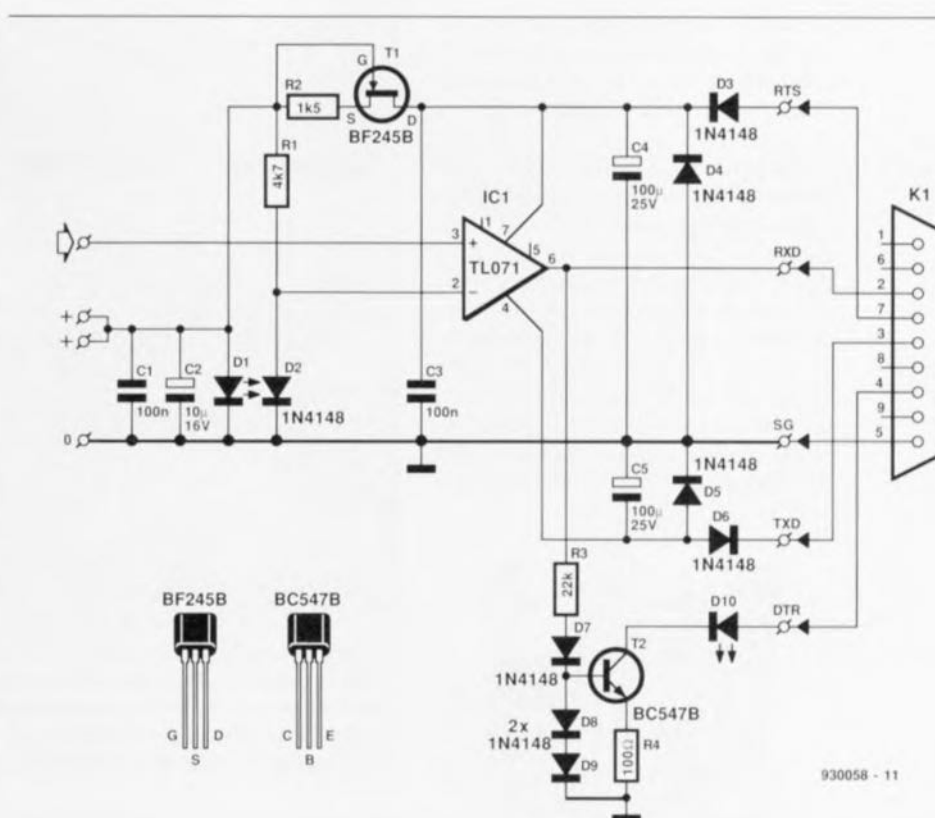 T1
G
R2
1k5
S
D
BF245B
R1
4k7
D3
RTS
1N4148
C4
100µ
25V
D4
1N4148
IC1
K1
1
3
+
7
5
6
TL071
2
−
4
RXD
1
6
2
7
3
8
4
9
5
+
+
C1
100n
C2
10µ
16V
D1
D2
1N4148
C3
100n
0
SG
C5
100µ
25V
1N4148
D5
D6
1N4148
TXD
R3
22k
D10
DTR
D7
1N4148
T2
BC547B
2x
1N4148
D8
D9
R4
100Ω
BF245B
BC547B
G
S
D
C
B
E
930058 - 11